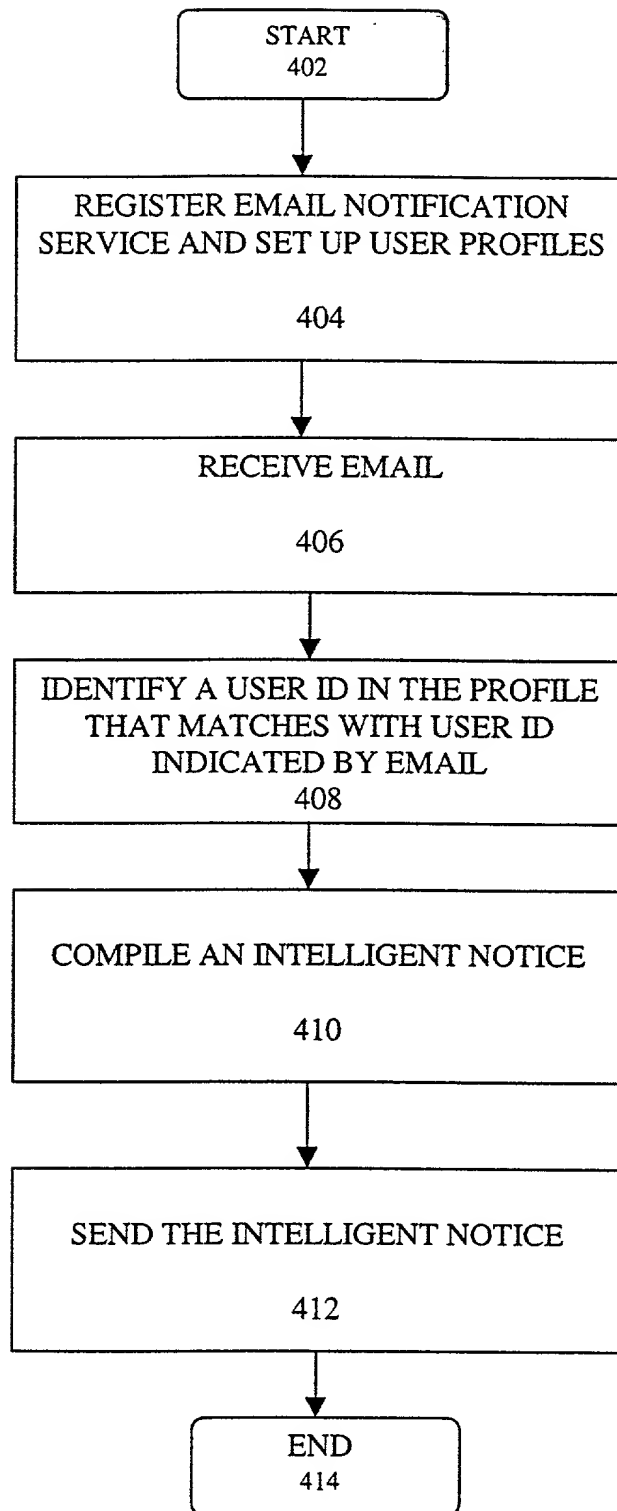 START
402
REGISTER EMAIL NOTIFICATION
SERVICE AND SET UP USER PROFILES
404
RECEIVE EMAIL
406
IDENTIFY A USER ID IN THE PROFILE
THAT MATCHES WITH USER ID
INDICATED BY EMAIL
408
COMPILE AN INTELLIGENT NOTICE
410
SEND THE INTELLIGENT NOTICE
412
END
414